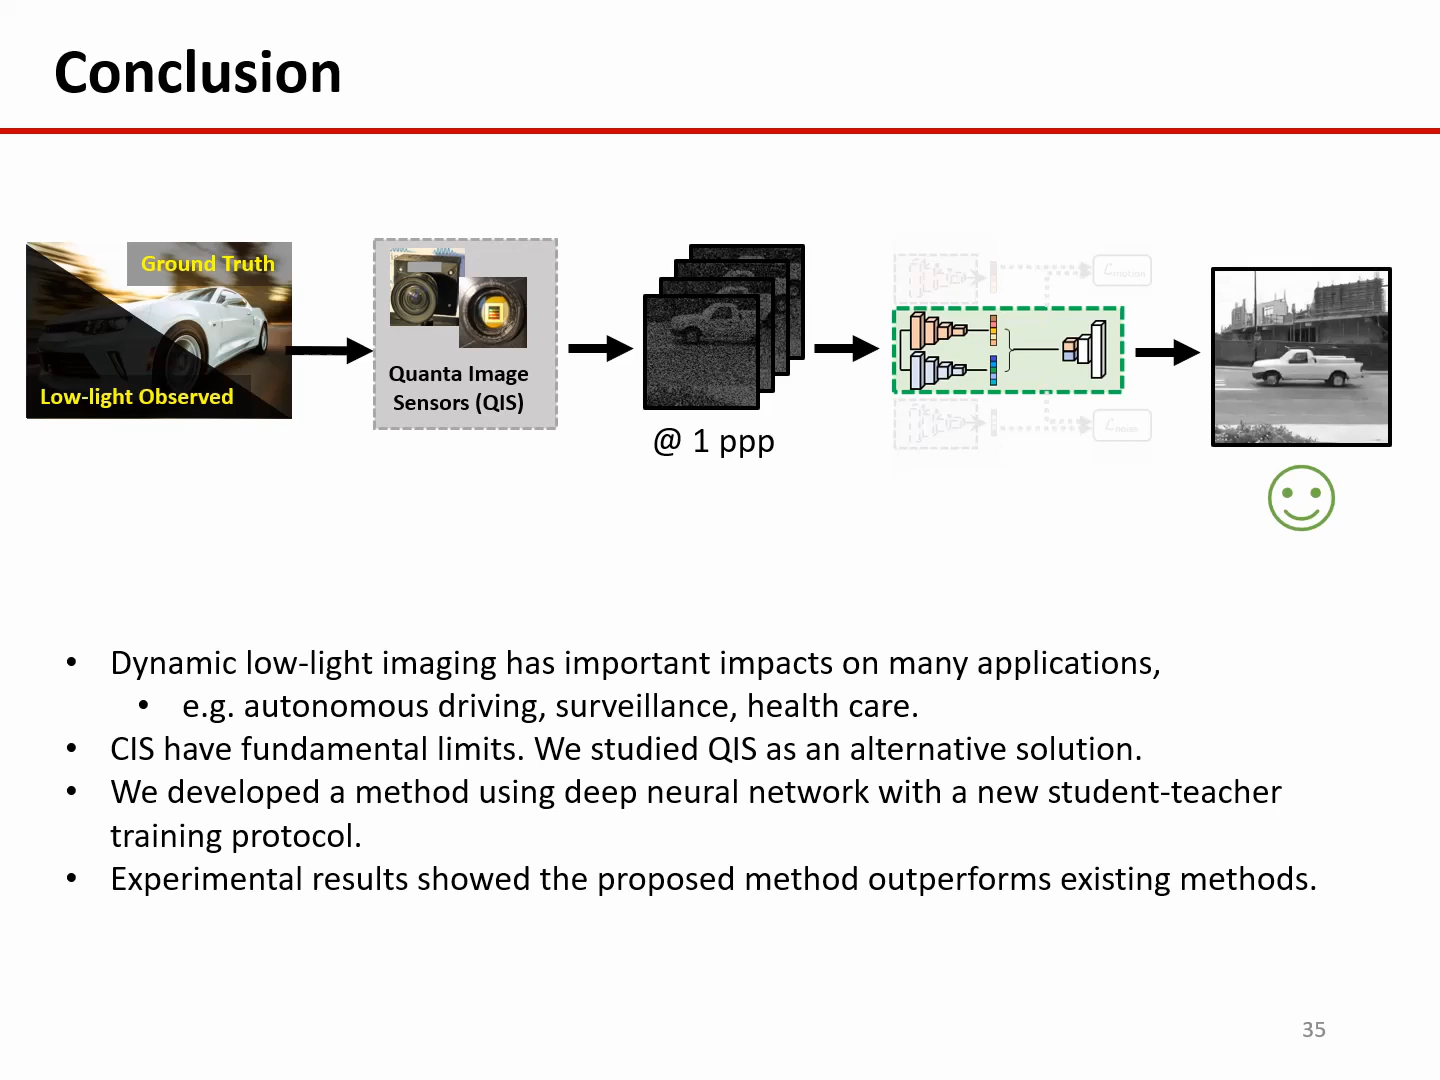 Conclusion
Ground Truth
Low-light Observed
Quanta Image
Sensors (QIS)
@ 1 ppp
ℒmotion
ℒnoise
• Dynamic low-light imaging has important impacts on many applications,
• e.g. autonomous driving, surveillance, health care.
• CIS have fundamental limits. We studied QIS as an alternative solution.
• We developed a method using deep neural network with a new student-teacher
training protocol.
• Experimental results showed the proposed method outperforms existing methods.
35